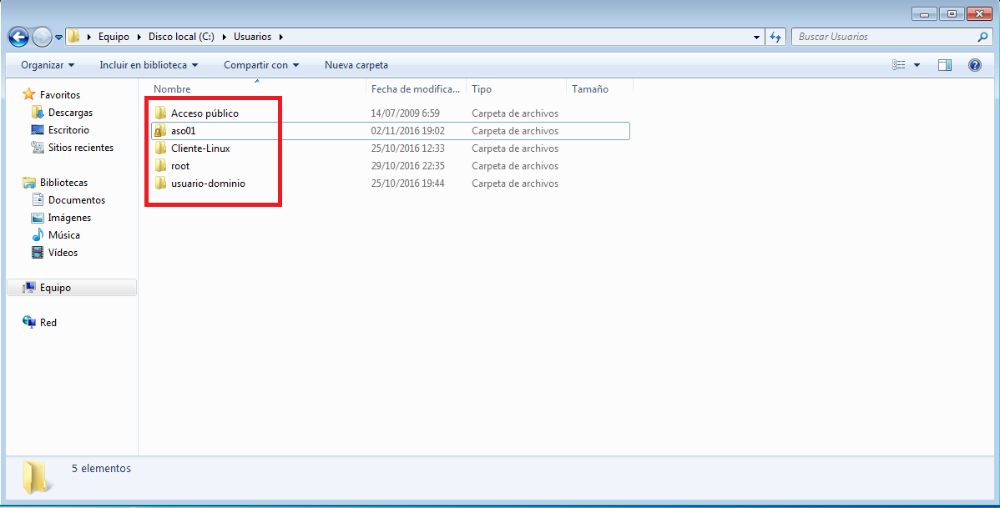 Equipo Disco local (C:) Usuarios
Buscar Usuarios
Organizar Incluir en biblioteca Compartir con Nueva carpeta
Nombre Fecha de modifica... Tipo Tamaño
Favoritos
Descargas
Escritorio
Sitios recientes
Bibliotecas
Documentos
Imágenes
Música
Vídeos
Equipo
Red
Acceso público 14/07/2009 6:59 Carpeta de archivos
aso01 02/11/2016 19:02 Carpeta de archivos
Cliente-Linux 25/10/2016 12:33 Carpeta de archivos
root 29/10/2016 22:35 Carpeta de archivos
usuario-dominio 25/10/2016 19:44 Carpeta de archivos
5 elementos